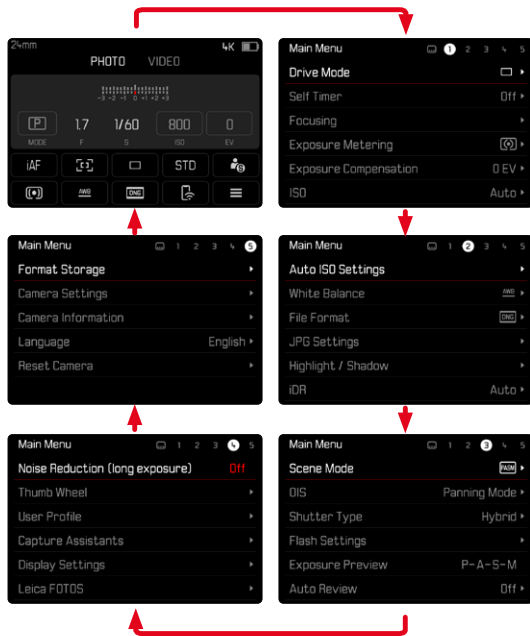 24mm 4K
PHOTO VIDEO
-3 -2 -1 0 +1 +2 +3
P 1.7 1/60 800 0
MODE F S ISO EV
iAF STD
AWB DNG
Main Menu 1 2 3 4 5
Drive Mode
Self Timer Off
Focusing
Exposure Metering
Exposure Compensation 0 EV
ISO Auto
Main Menu 1 2 3 4 5
Format Storage
Camera Settings
Camera Information
Language English
Reset Camera
Main Menu 1 2 3 4 5
Auto ISO Settings
White Balance AWB
File Format DNG
JPG Settings
Highlight / Shadow
iDR Auto
Main Menu 1 2 3 4 5
Noise Reduction (long exposure) Off
Thumb Wheel
User Profile
Capture Assistants
Display Settings
Leica FOTOS
Main Menu 1 2 3 4 5
Scene Mode PASM
OIS Panning Mode
Shutter Type Hybrid
Flash Settings
Exposure Preview P-A-S-M
Auto Review Off